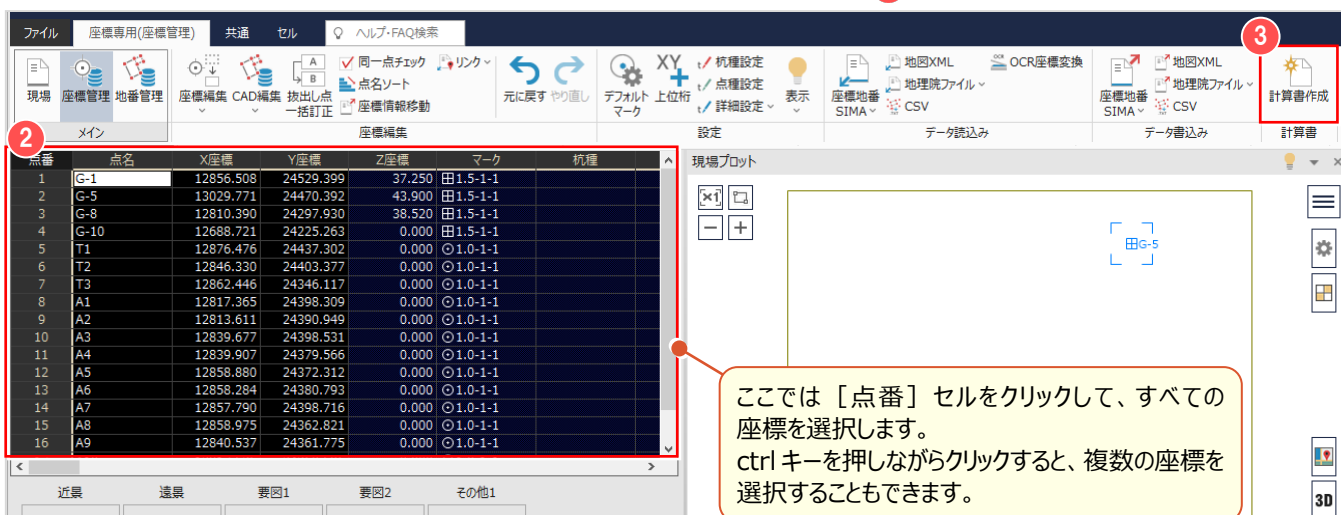 ファイル 座標専用(座標管理) 共通 セル ヘルプ・FAQ検索
3
現場 座標管理 地番管理
メイン
座標編集 CAD編集 抜出し点一括訂正
A
B
同一点チェック
点名ソート
座標情報移動
リンク
元に戻す やり直し
座標編集
デフォルトマーク
XY
上位桁
杭種設定
点種設定
詳細設定
表示
設定
座標地番
SIMA
地図XML
地理院ファイル
CSV
OCR座標変換
データ読込み
座標地番
SIMA
地図XML
地理院ファイル
CSV
データ書込み
計算書作成
計算書
2
点番 点名 X座標 Y座標 Z座標 マーク 杭種
1 G-1 12856.508 24529.399 37.250 田1.5-1-1
2 G-5 13029.771 24470.392 43.900 田1.5-1-1
3 G-8 12810.390 24297.930 38.520 田1.5-1-1
4 G-10 12688.721 24225.263 0.000 田1.5-1-1
5 T1 12876.476 24437.302 0.000 ⊙1.0-1-1
6 T2 12846.330 24403.377 0.000 ⊙1.0-1-1
7 T3 12862.446 24346.117 0.000 ⊙1.0-1-1
8 A1 12817.365 24398.309 0.000 ⊙1.0-1-1
9 A2 12813.611 24390.949 0.000 ⊙1.0-1-1
10 A3 12839.677 24398.531 0.000 ⊙1.0-1-1
11 A4 12839.907 24379.566 0.000 ⊙1.0-1-1
12 A5 12858.880 24372.312 0.000 ⊙1.0-1-1
13 A6 12858.284 24380.793 0.000 ⊙1.0-1-1
14 A7 12857.790 24398.716 0.000 ⊙1.0-1-1
15 A8 12858.975 24362.821 0.000 ⊙1.0-1-1
16 A9 12840.537 24361.775 0.000 ⊙1.0-1-1
近景 遠景 要図1 要図2 その他1
現場プロット
田G-5
3D
ここでは［点番］セルをクリックして、すべての
座標を選択します。
ctrl キーを押しながらクリックすると、複数の座標を
選択することもできます。